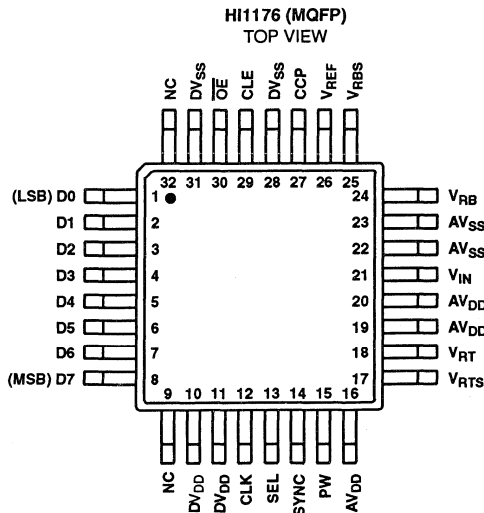 HI1176 (MQFP)
TOP VIEW
NC DVSS OE CLE DVSS CCP VREF VRBS
32 31 30 29 28 27 26 25
(LSB) D0 1 24 VRB
D1 2 23 AVSS
D2 3 22 AVSS
D3 4 21 VIN
D4 5 20 AVDD
D5 6 19 AVDD
D6 7 18 VRT
(MSB) D7 8 17 VRTS
9 10 11 12 13 14 15 16
NC DVDD DVDD CLK SEL SYNC PW AVDD